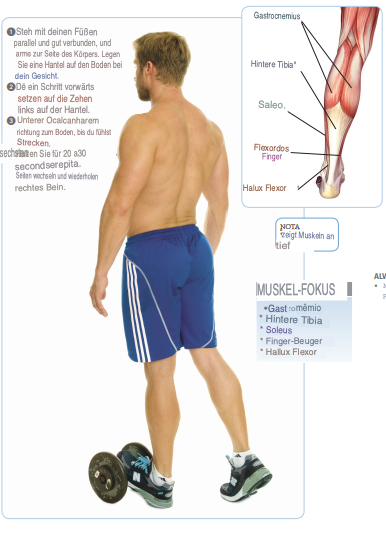 1 Steh mit deinen Füßen
parallel und gut verbunden, und
arme zur Seite des Körpers. Legen
Sie eine Hantel auf den Boden bei
dein Gesicht.
2 Dê ein Schritt vorwärts
setzen auf die Zehen
links auf der Hantel.
3 Unterer Ocalcanharem
richtung zum Boden, bis du fühlst
Strecken,
Halten Sie für 20 a30
secondserepita.
Seiten wechseln und wiederholen
rechtes Bein.
Gastrocnemius
Hintere Tibia*
Saleo,
Flexordos
Finger
Halux Flexor
NOTA
zeigt Muskeln an
tief
MUSKEL-FOKUS
•Gastromêmio
* Hintere Tibia
* Soleus
* Finger-Beuger
* Hallux Flexor